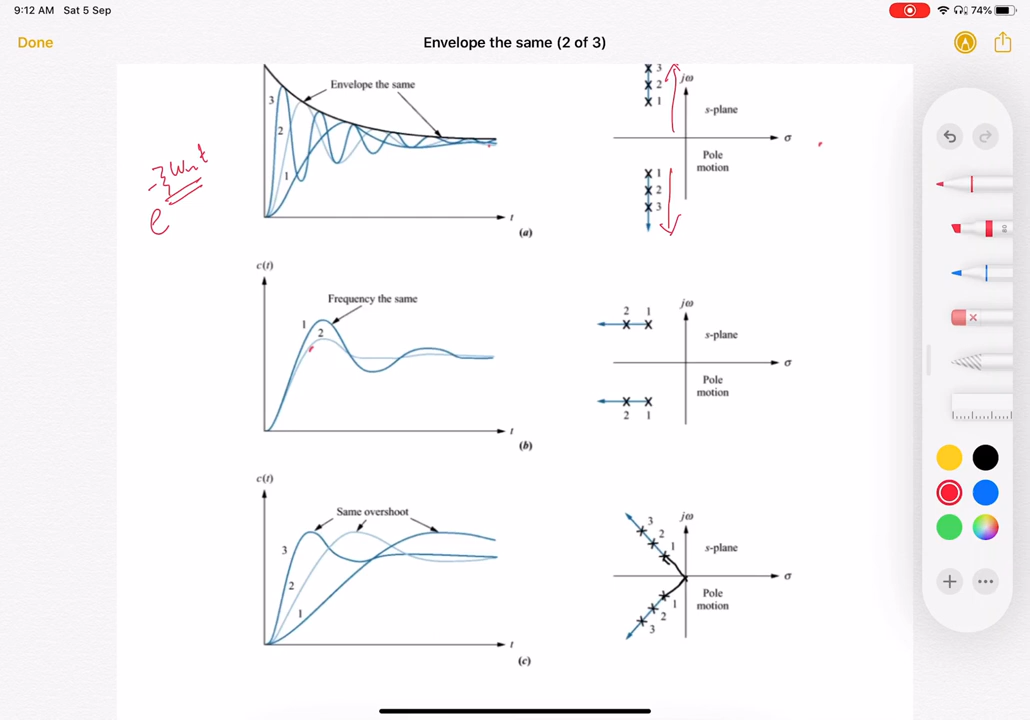 9:12 AM Sat 5 Sep
74%
Done
Envelope the same (2 of 3)
Envelope the same
3
2
1
t
(a)
3
2
1
jω
s-plane
σ
Pole
motion
1
2
3
e^-ζωnt
c(t)
Frequency the same
1
2
t
(b)
2 1
jω
s-plane
σ
Pole
motion
2 1
c(t)
Same overshoot
3
2
1
t
(c)
3
2
1
jω
s-plane
σ
Pole
motion
1
2
3